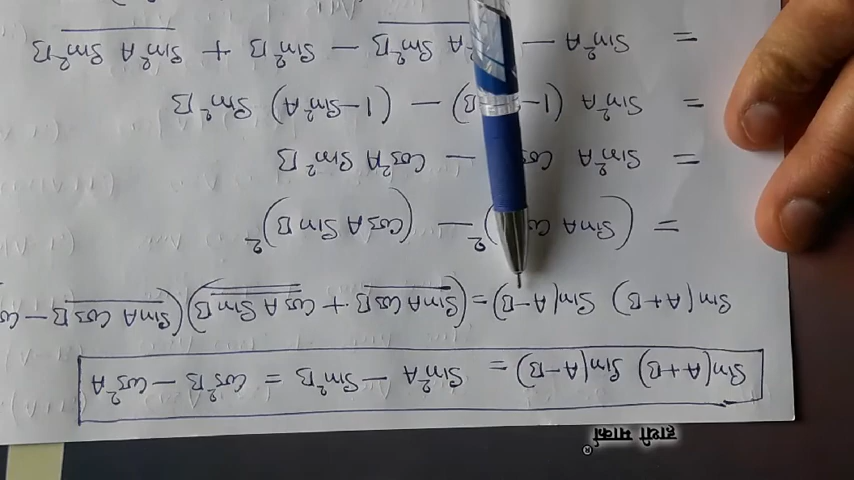 हाथी मार्का
Sin(A+B) Sin(A-B) = Sin²A - Sin²B = Cos²B - Cos²A
Sin(A+B) Sin(A-B) = (SinA CosB + CosA SinB)(SinA CosB - Co
= (SinA Co )² - (CosA SinB)²
= Sin²A Cos - Cos²A Sin²B
= Sin²A (1- B) - (1-Sin²A) Sin²B
= Sin²A - A Sin²B - Sin²B + Sin²A Sin²B